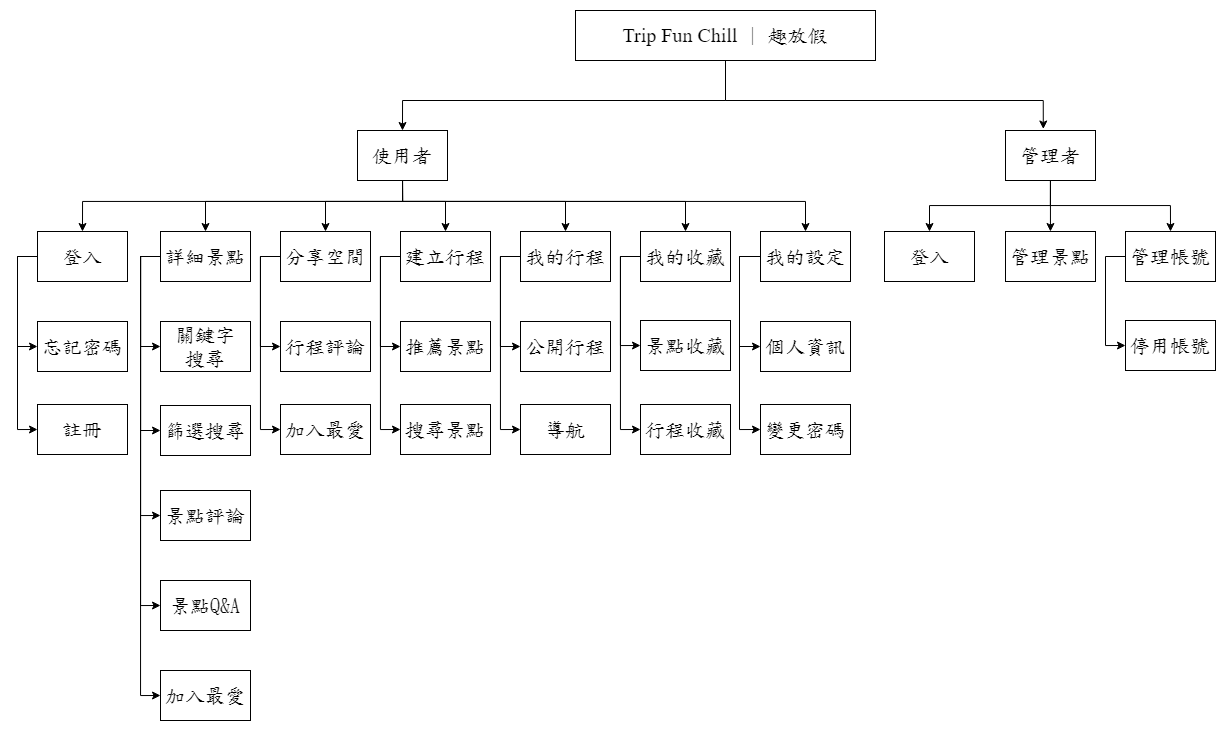 Trip Fun Chill ｜ 趣放假
使用者
管理者
登入
詳細景點
分享空間
建立行程
我的行程
我的收藏
我的設定
登入
管理景點
管理帳號
忘記密碼
關鍵字
搜尋
行程評論
推薦景點
公開行程
景點收藏
個人資訊
停用帳號
註冊
篩選搜尋
加入最愛
搜尋景點
導航
行程收藏
變更密碼
景點評論
景點Q&A
加入最愛